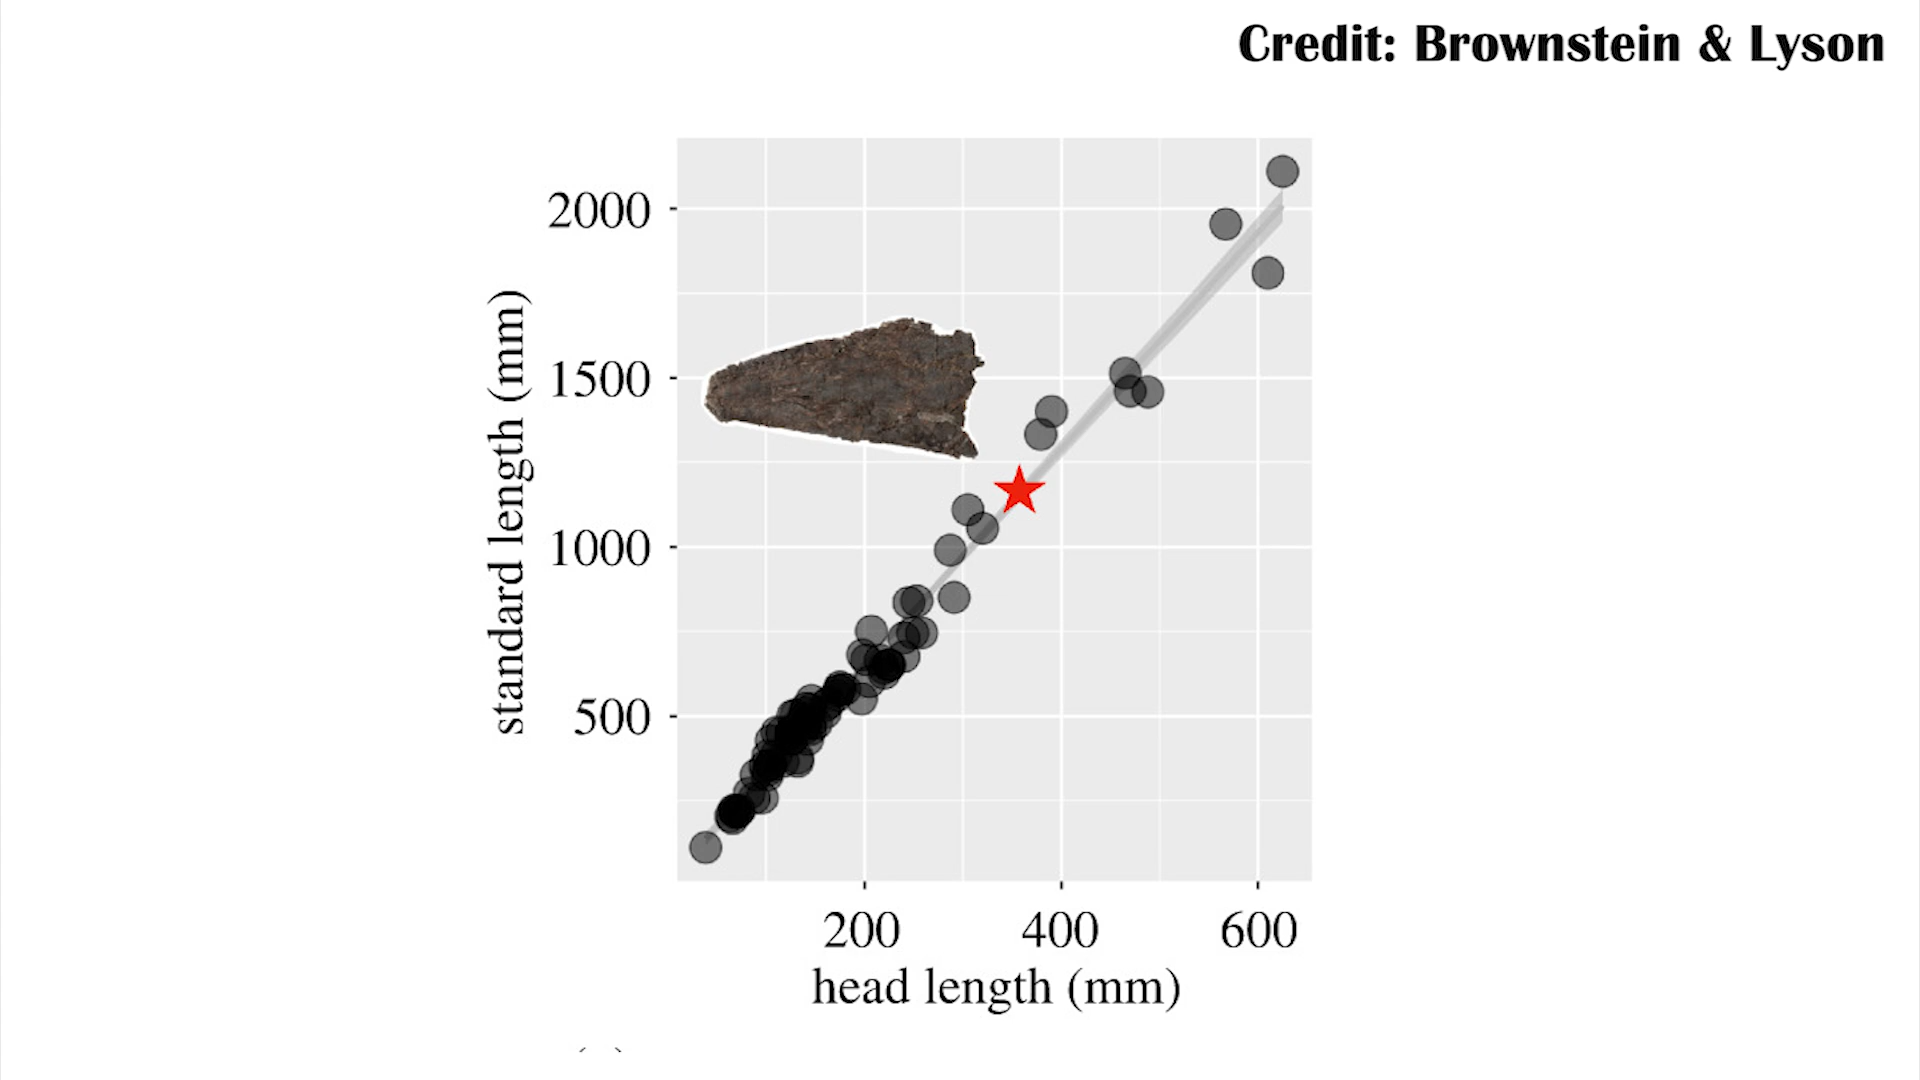 Credit: Brownstein & Lyson
2000
1500
1000
500
standard length (mm)
200 400 600
head length (mm)